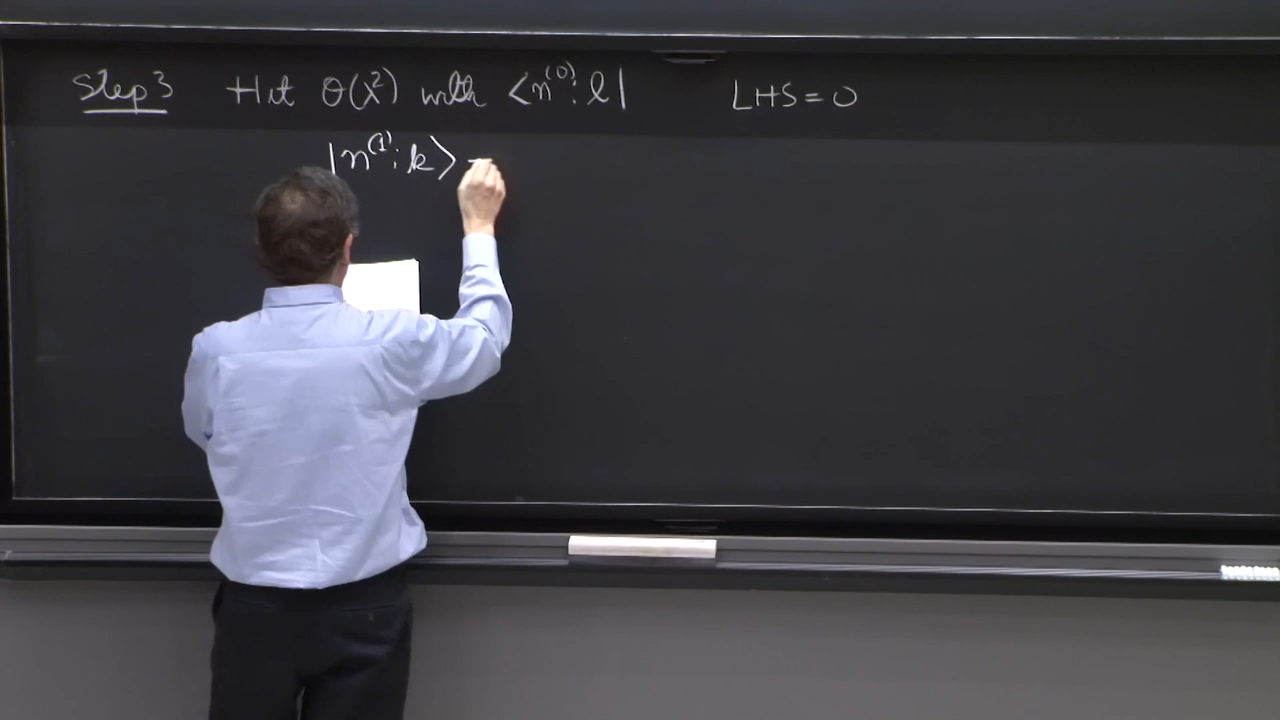 Step 3 Hit O(λ²) with ⟨n⁽⁰⁾; ℓ| LHS = 0
|n⁽¹⁾; k⟩ =